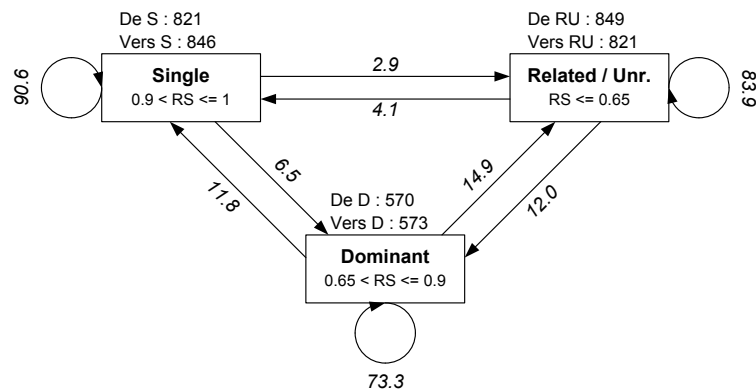 De S : 821
Vers S : 846
Single
0.9 < RS <= 1
90.6
2.9
4.1
De RU : 849
Vers RU : 821
Related / Unr.
RS <= 0.65
83.9
6.5
11.8
14.9
12.0
De D : 570
Vers D : 573
Dominant
0.65 < RS <= 0.9
73.3